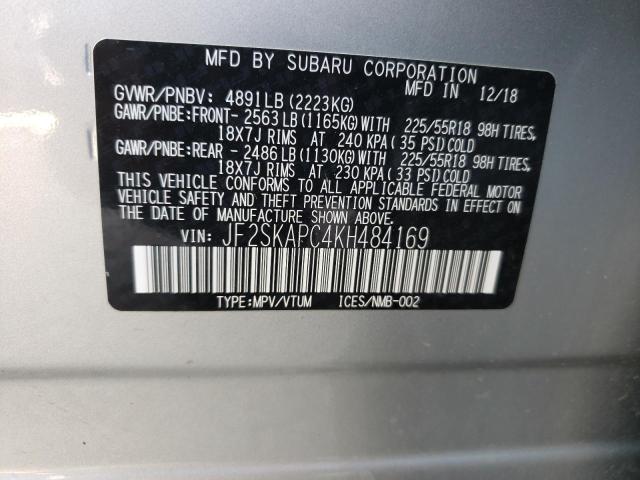 MFD BY SUBARU CORPORATION
MFD IN 12/18
GVWR/PNBV: 4891LB(2223KG)
GAWR/PNBE:FRONT- 2563LB(1165KG)WITH 225/55R18 98H TIRES,
18X7J RIMS AT 240 KPA( 35 PSI)COLD
GAWR/PNBE:REAR - 2486LB(1130KG)WITH 225/55R18 98H TIRES,
18X7J RIMS AT 230 KPA( 33 PSI)COLD
THIS VEHICLE CONFORMS TO ALL APPLICABLE FEDERAL MOTOR
VEHICLE SAFETY AND THEFT PREVENTION STANDARDS IN EFFECT
ON THE DATE OF MANUFACTURE SHOWN ABOVE.
VIN: JF2SKAPC4KH484169
TYPE:MPV/VTUM ICES/NMB-002